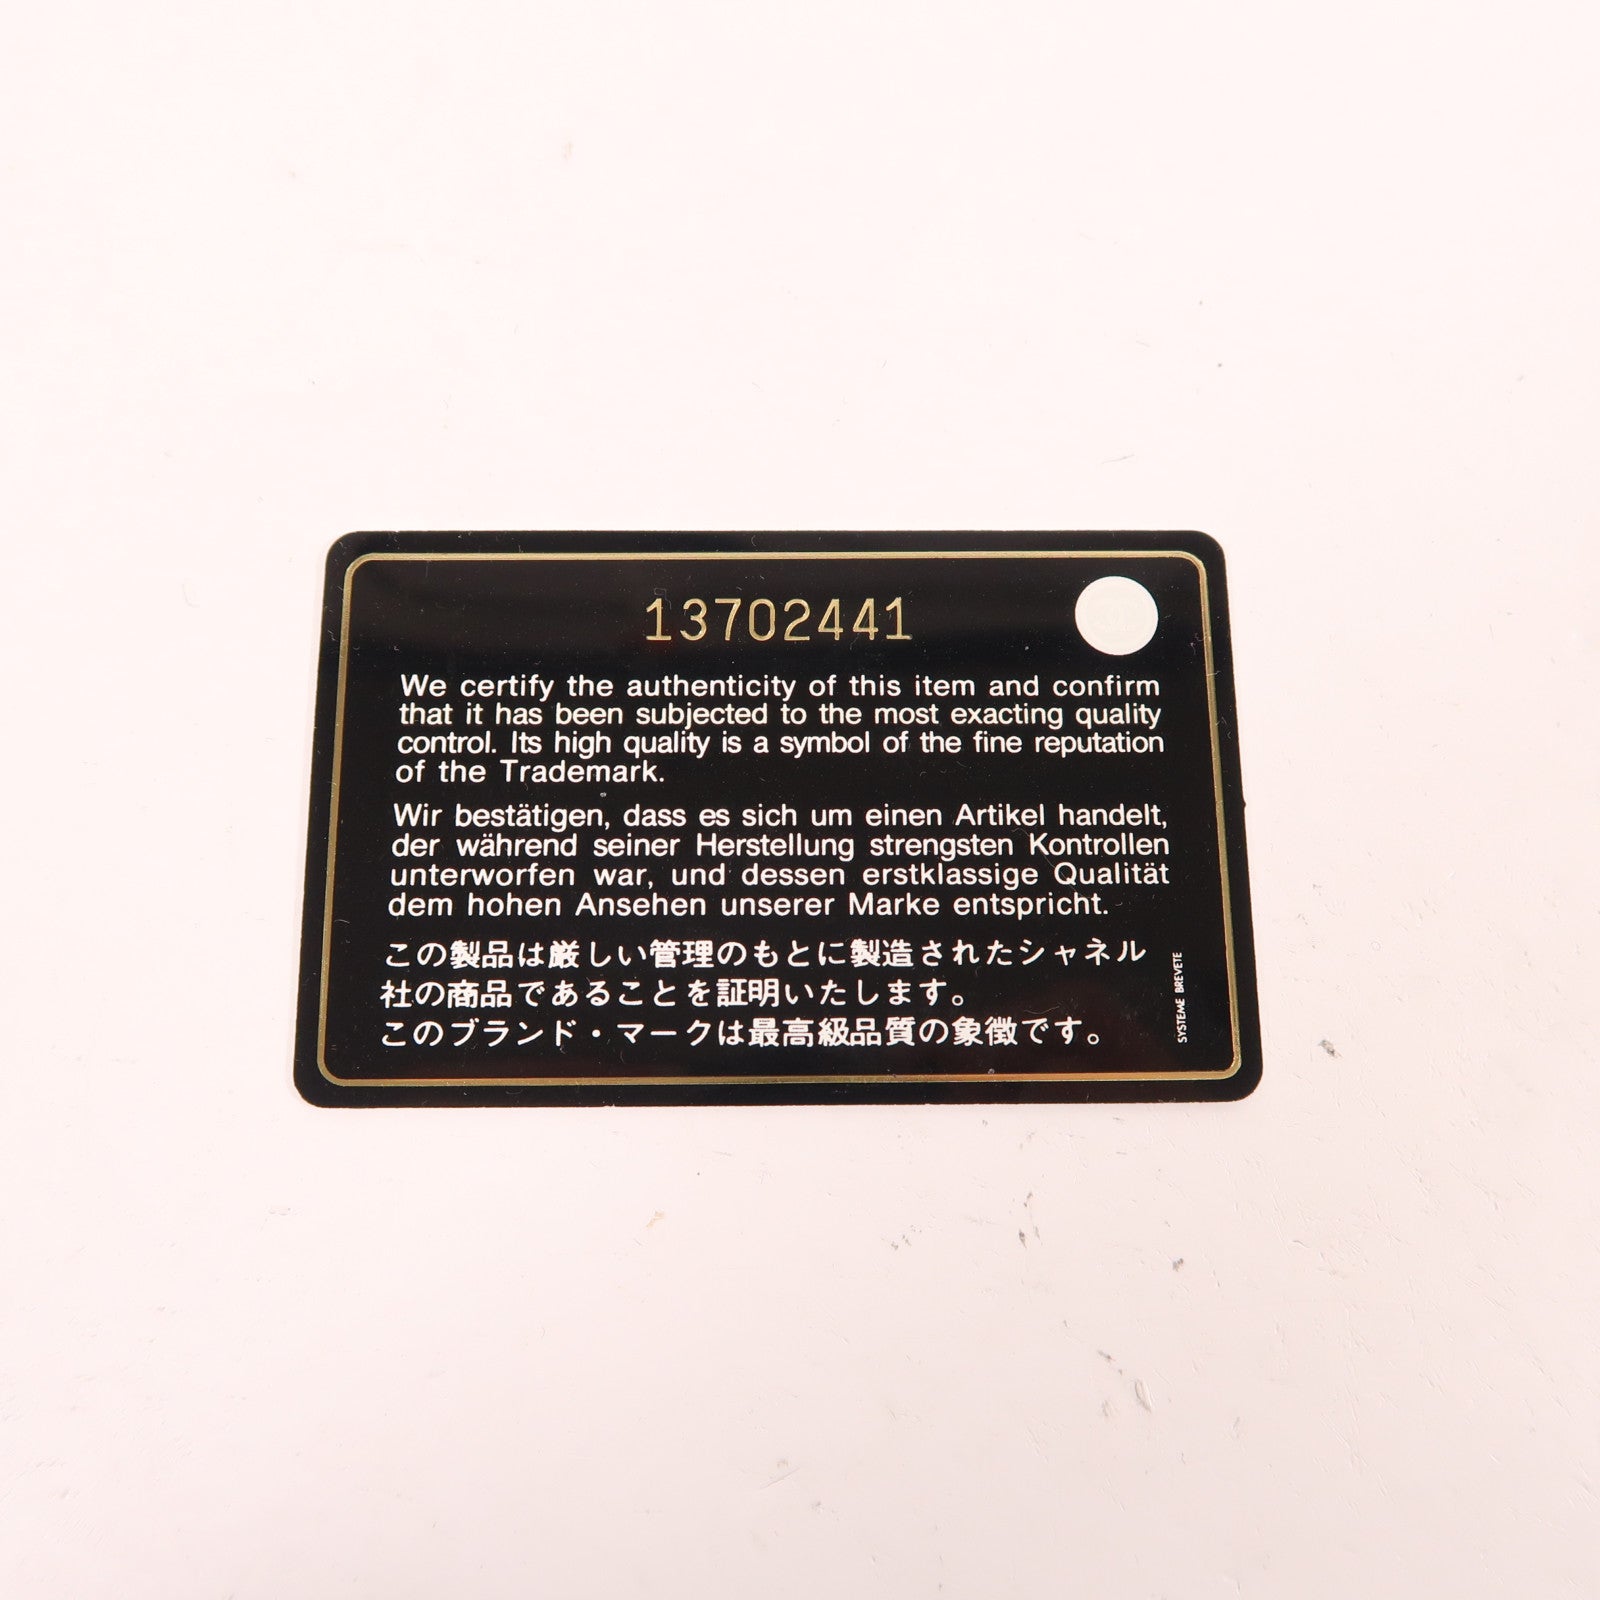 13702441
We certify the authenticity of this item and confirm
that it has been subjected to the most exacting quality
control. Its high quality is a symbol of the fine reputation
of the Trademark.
Wir bestätigen, dass es sich um einen Artikel handelt,
der während seiner Herstellung strengsten Kontrollen
unterworfen war, und dessen erstklassige Qualität
dem hohen Ansehen unserer Marke entspricht.
この製品は厳しい管理のもとに製造されたシャネル
社の商品であることを証明いたします。
このブランド・マークは最高級品質の象徴です。
SYSTEME BREVETE